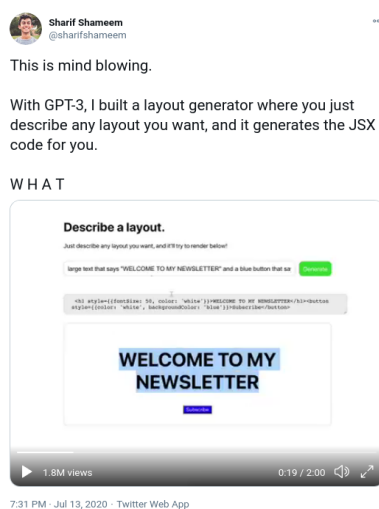 Sharif Shameem
@sharifshameem
This is mind blowing.
With GPT-3, I built a layout generator where you just
describe any layout you want, and it generates the JSX
code for you.
W H A T
Describe a layout.
Just describe any layout you want, and it'll try to render below!
large text that says "WELCOME TO MY NEWSLETTER" and a blue button that sa
Generate
<h1 style={{fontSize: 50, color: 'white'}}>WELCOME TO MY NEWSLETTER</h1><button
style={{color: 'white', backgroundColor: 'blue'}}>Subscribe</button>
WELCOME TO MY
NEWSLETTER
Subscribe
1.8M views
0:19 / 2:00
7:31 PM · Jul 13, 2020 · Twitter Web App